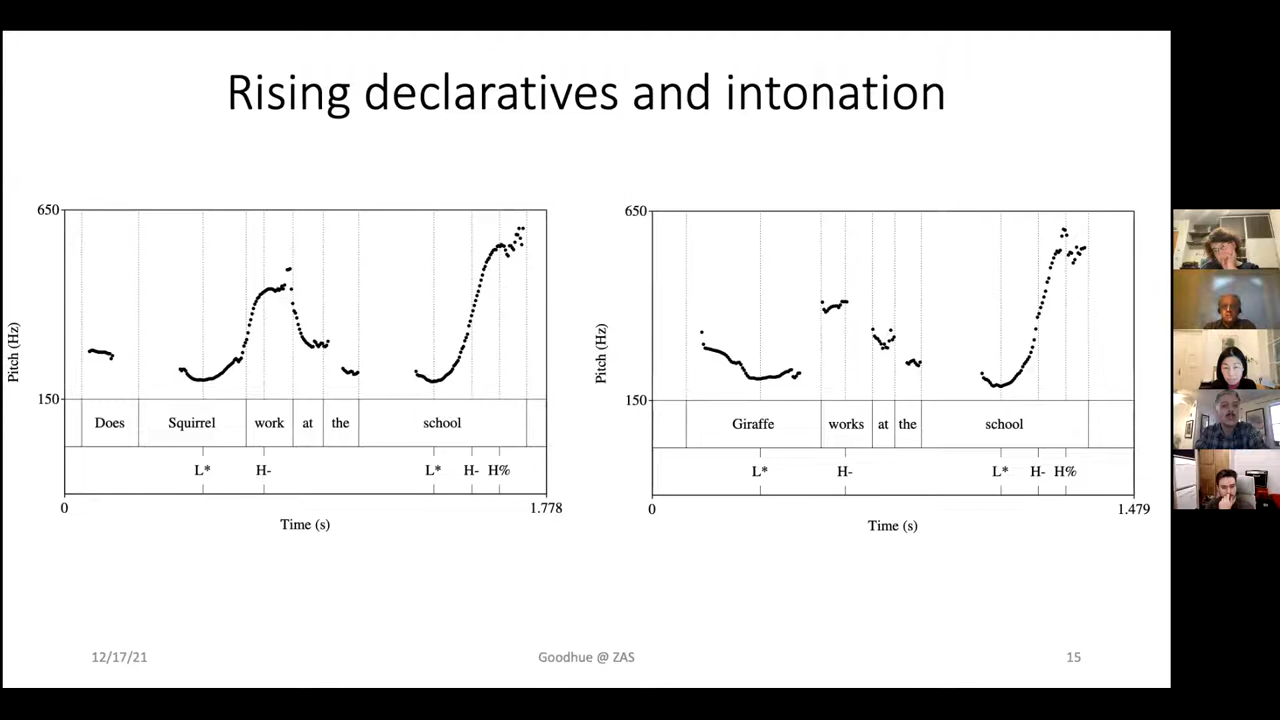 Rising declaratives and intonation
650
Pitch (Hz)
150
Does Squirrel work at the school
L* H- L* H- H%
0 1.778
Time (s)
650
Pitch (Hz)
150
Giraffe works at the school
L* H- L* H- H%
0 1.479
Time (s)
12/17/21 Goodhue @ ZAS 15